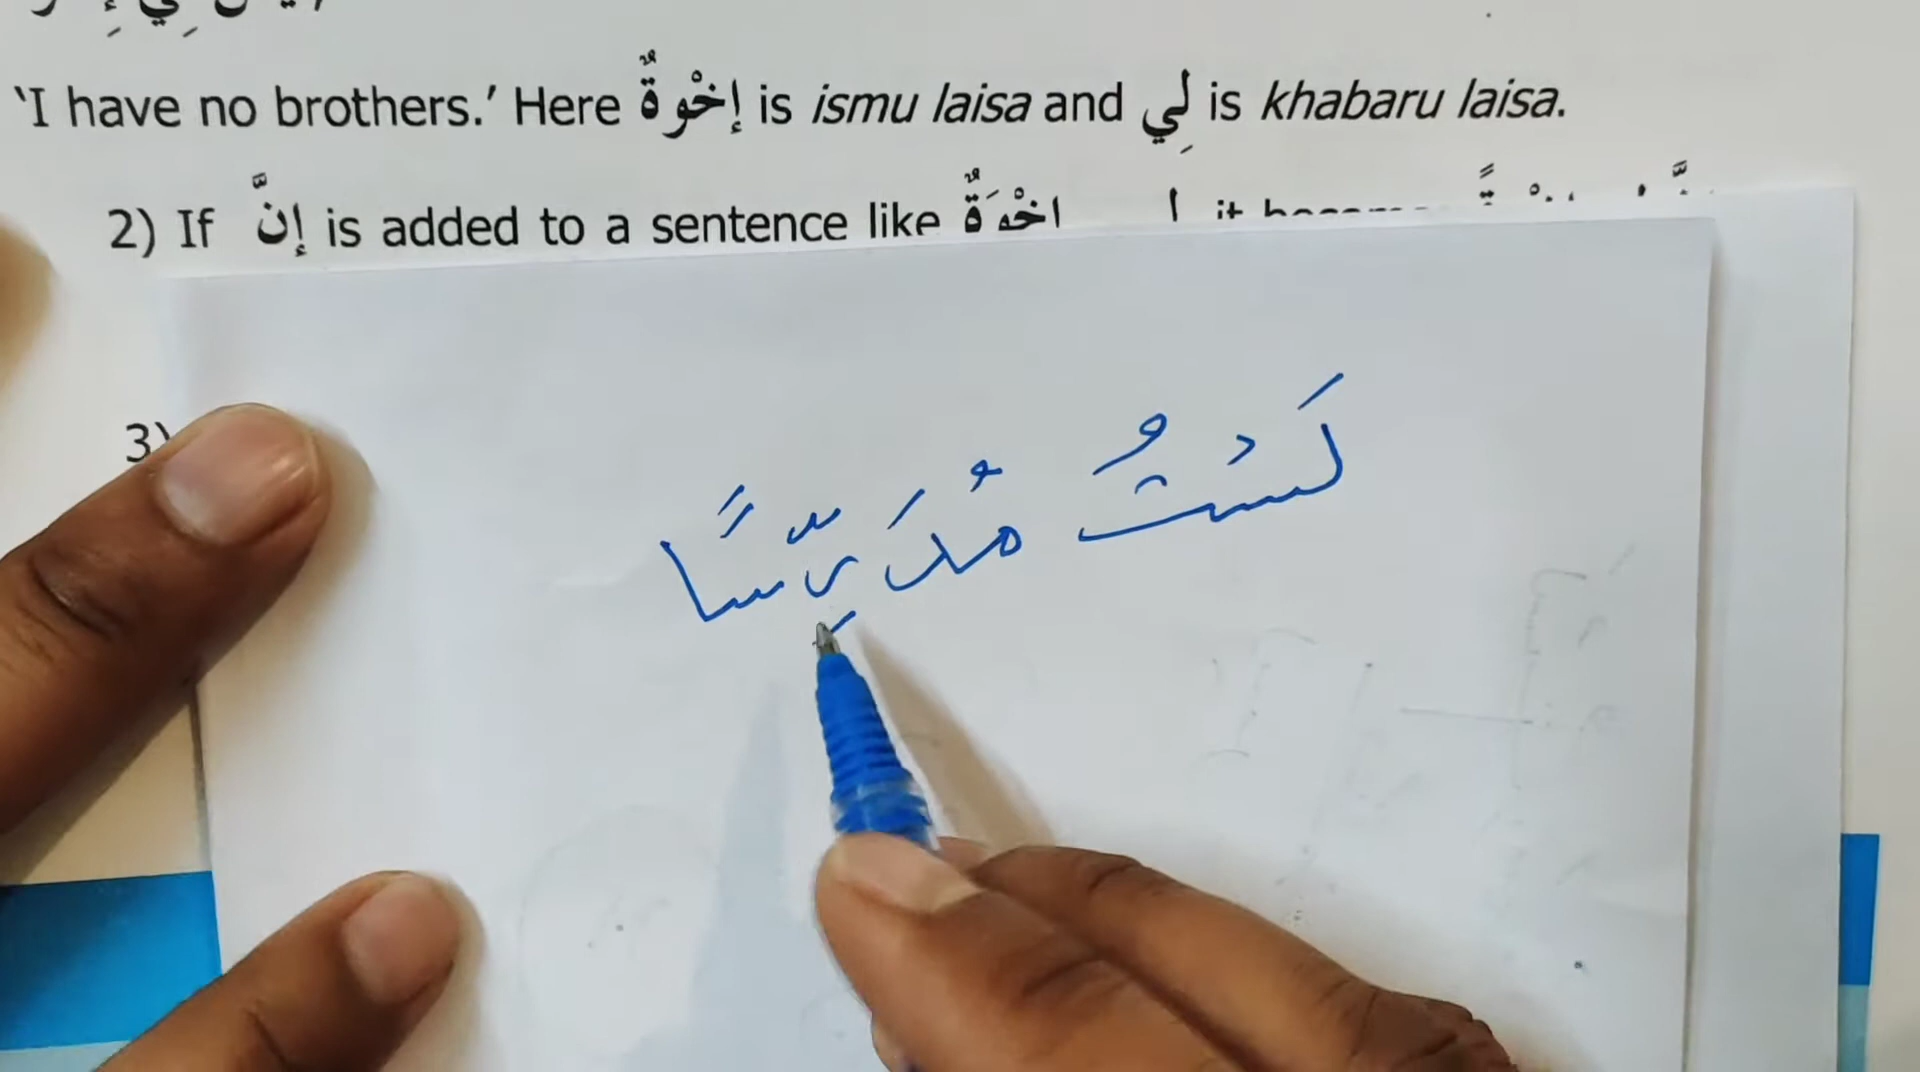 'I have no brothers.' Here إِخْوةٌ is ismu laisa and لِي is khabaru laisa.
2) If إِنَّ is added to a sentence like
3)
لَسْتُ مُدَرِّسًا